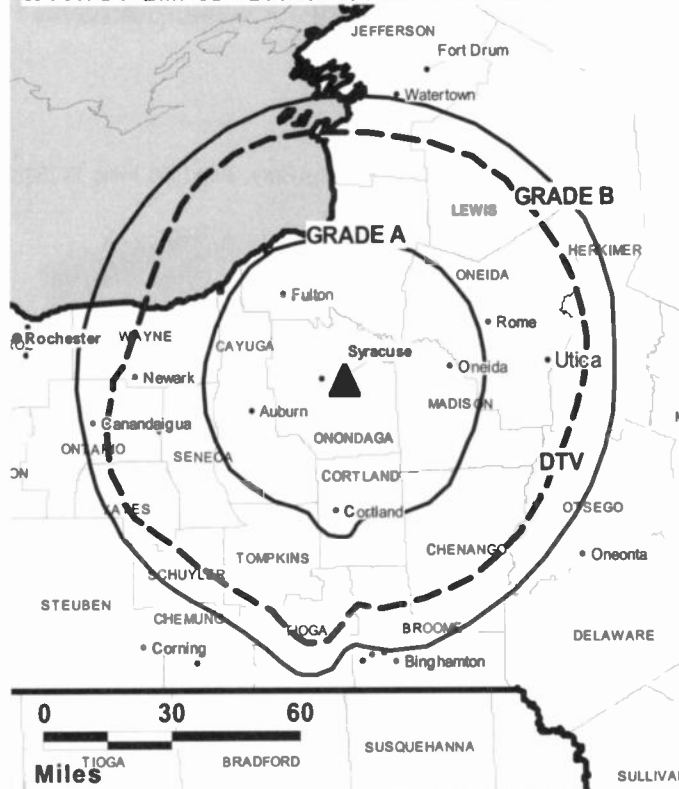 JEFFERSON
Fort Drum
Watertown
GRADE B
LEWIS
GRADE A
HERKIMER
ONEIDA
Fulton
Rome
Rochester
WAYNE
CAYUGA
Syracuse
Utica
Newark
Oneida
MADISON
Auburn
Canandaigua
ONONDAGA
ONTARIO
SENECA
DTV
CORTLAND
YATES
Cortland
OTSEGO
CHENANGO
Oneonta
TOMPKINS
SCHUYLER
STEUBEN
CHEMUNG
TIOGA
BROOME
DELAWARE
Corning
Binghamton
0 30 60
SUSQUEHANNA
TIOGA
BRADFORD
Miles